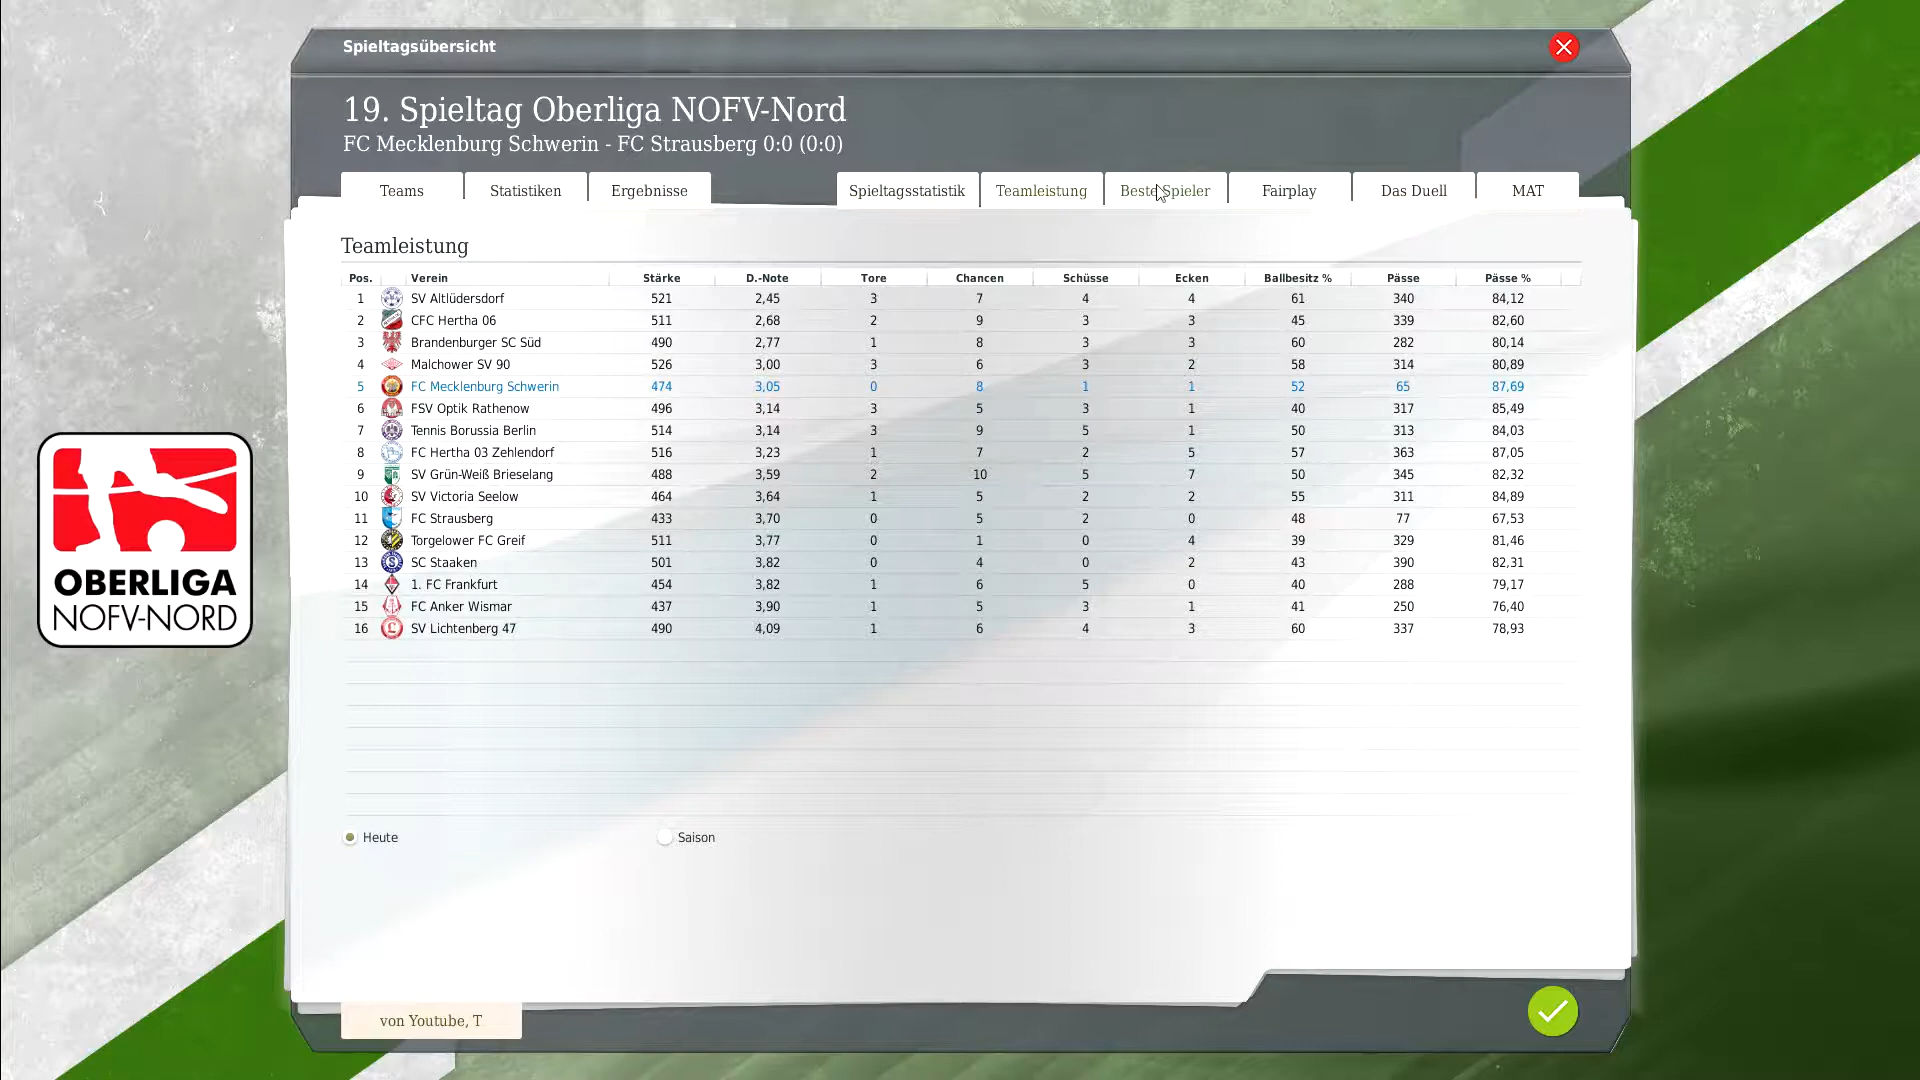 Spieltagsübersicht
19. Spieltag Oberliga NOFV-Nord
FC Mecklenburg Schwerin - FC Strausberg 0:0 (0:0)
Teams Statistiken Ergebnisse Spieltagsstatistik Teamleistung Beste Spieler Fairplay Das Duell MAT
Teamleistung
Pos. Verein Stärke D.-Note Tore Chancen Schüsse Ecken Ballbesitz % Pässe Pässe %
1 SV Altlüdersdorf 521 2,45 3 7 4 4 61 340 84,12
2 CFC Hertha 06 511 2,68 2 9 3 3 45 339 82,60
3 Brandenburger SC Süd 490 2,77 1 8 3 3 60 282 80,14
4 Malchower SV 90 526 3,00 3 6 3 2 58 314 80,89
5 FC Mecklenburg Schwerin 474 3,05 0 8 1 1 52 65 87,69
6 FSV Optik Rathenow 496 3,14 3 5 3 1 40 317 85,49
7 Tennis Borussia Berlin 514 3,14 3 9 5 1 50 313 84,03
8 FC Hertha 03 Zehlendorf 516 3,23 1 7 2 5 57 363 87,05
9 SV Grün-Weiß Brieselang 488 3,59 2 10 5 7 50 345 82,32
10 SV Victoria Seelow 464 3,64 1 5 2 2 55 311 84,89
11 FC Strausberg 433 3,70 0 5 2 0 48 77 67,53
12 Torgelower FC Greif 511 3,77 0 1 0 4 39 329 81,46
13 SC Staaken 501 3,82 0 4 0 2 43 390 82,31
14 1. FC Frankfurt 454 3,82 1 6 5 0 40 288 79,17
15 FC Anker Wismar 437 3,90 1 5 3 1 41 250 76,40
16 SV Lichtenberg 47 490 4,09 1 6 4 3 60 337 78,93
OBERLIGA
NOFV-NORD
Heute Saison
von Youtube, T